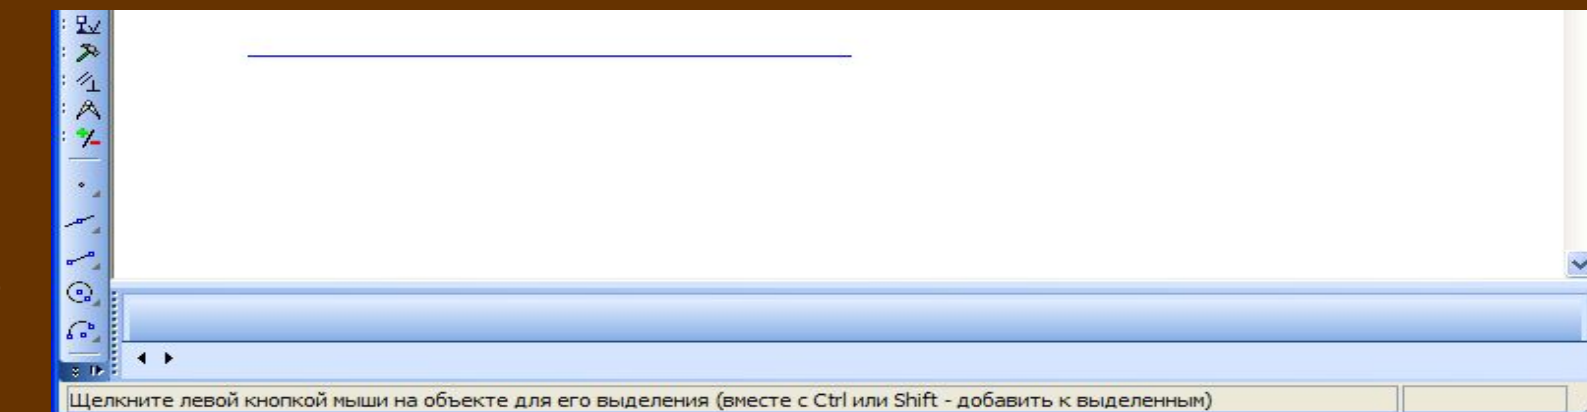 Щелкните левой кнопкой мыши на объекте для его выделения (вместе с Ctrl или Shift - добавить к выделенным)